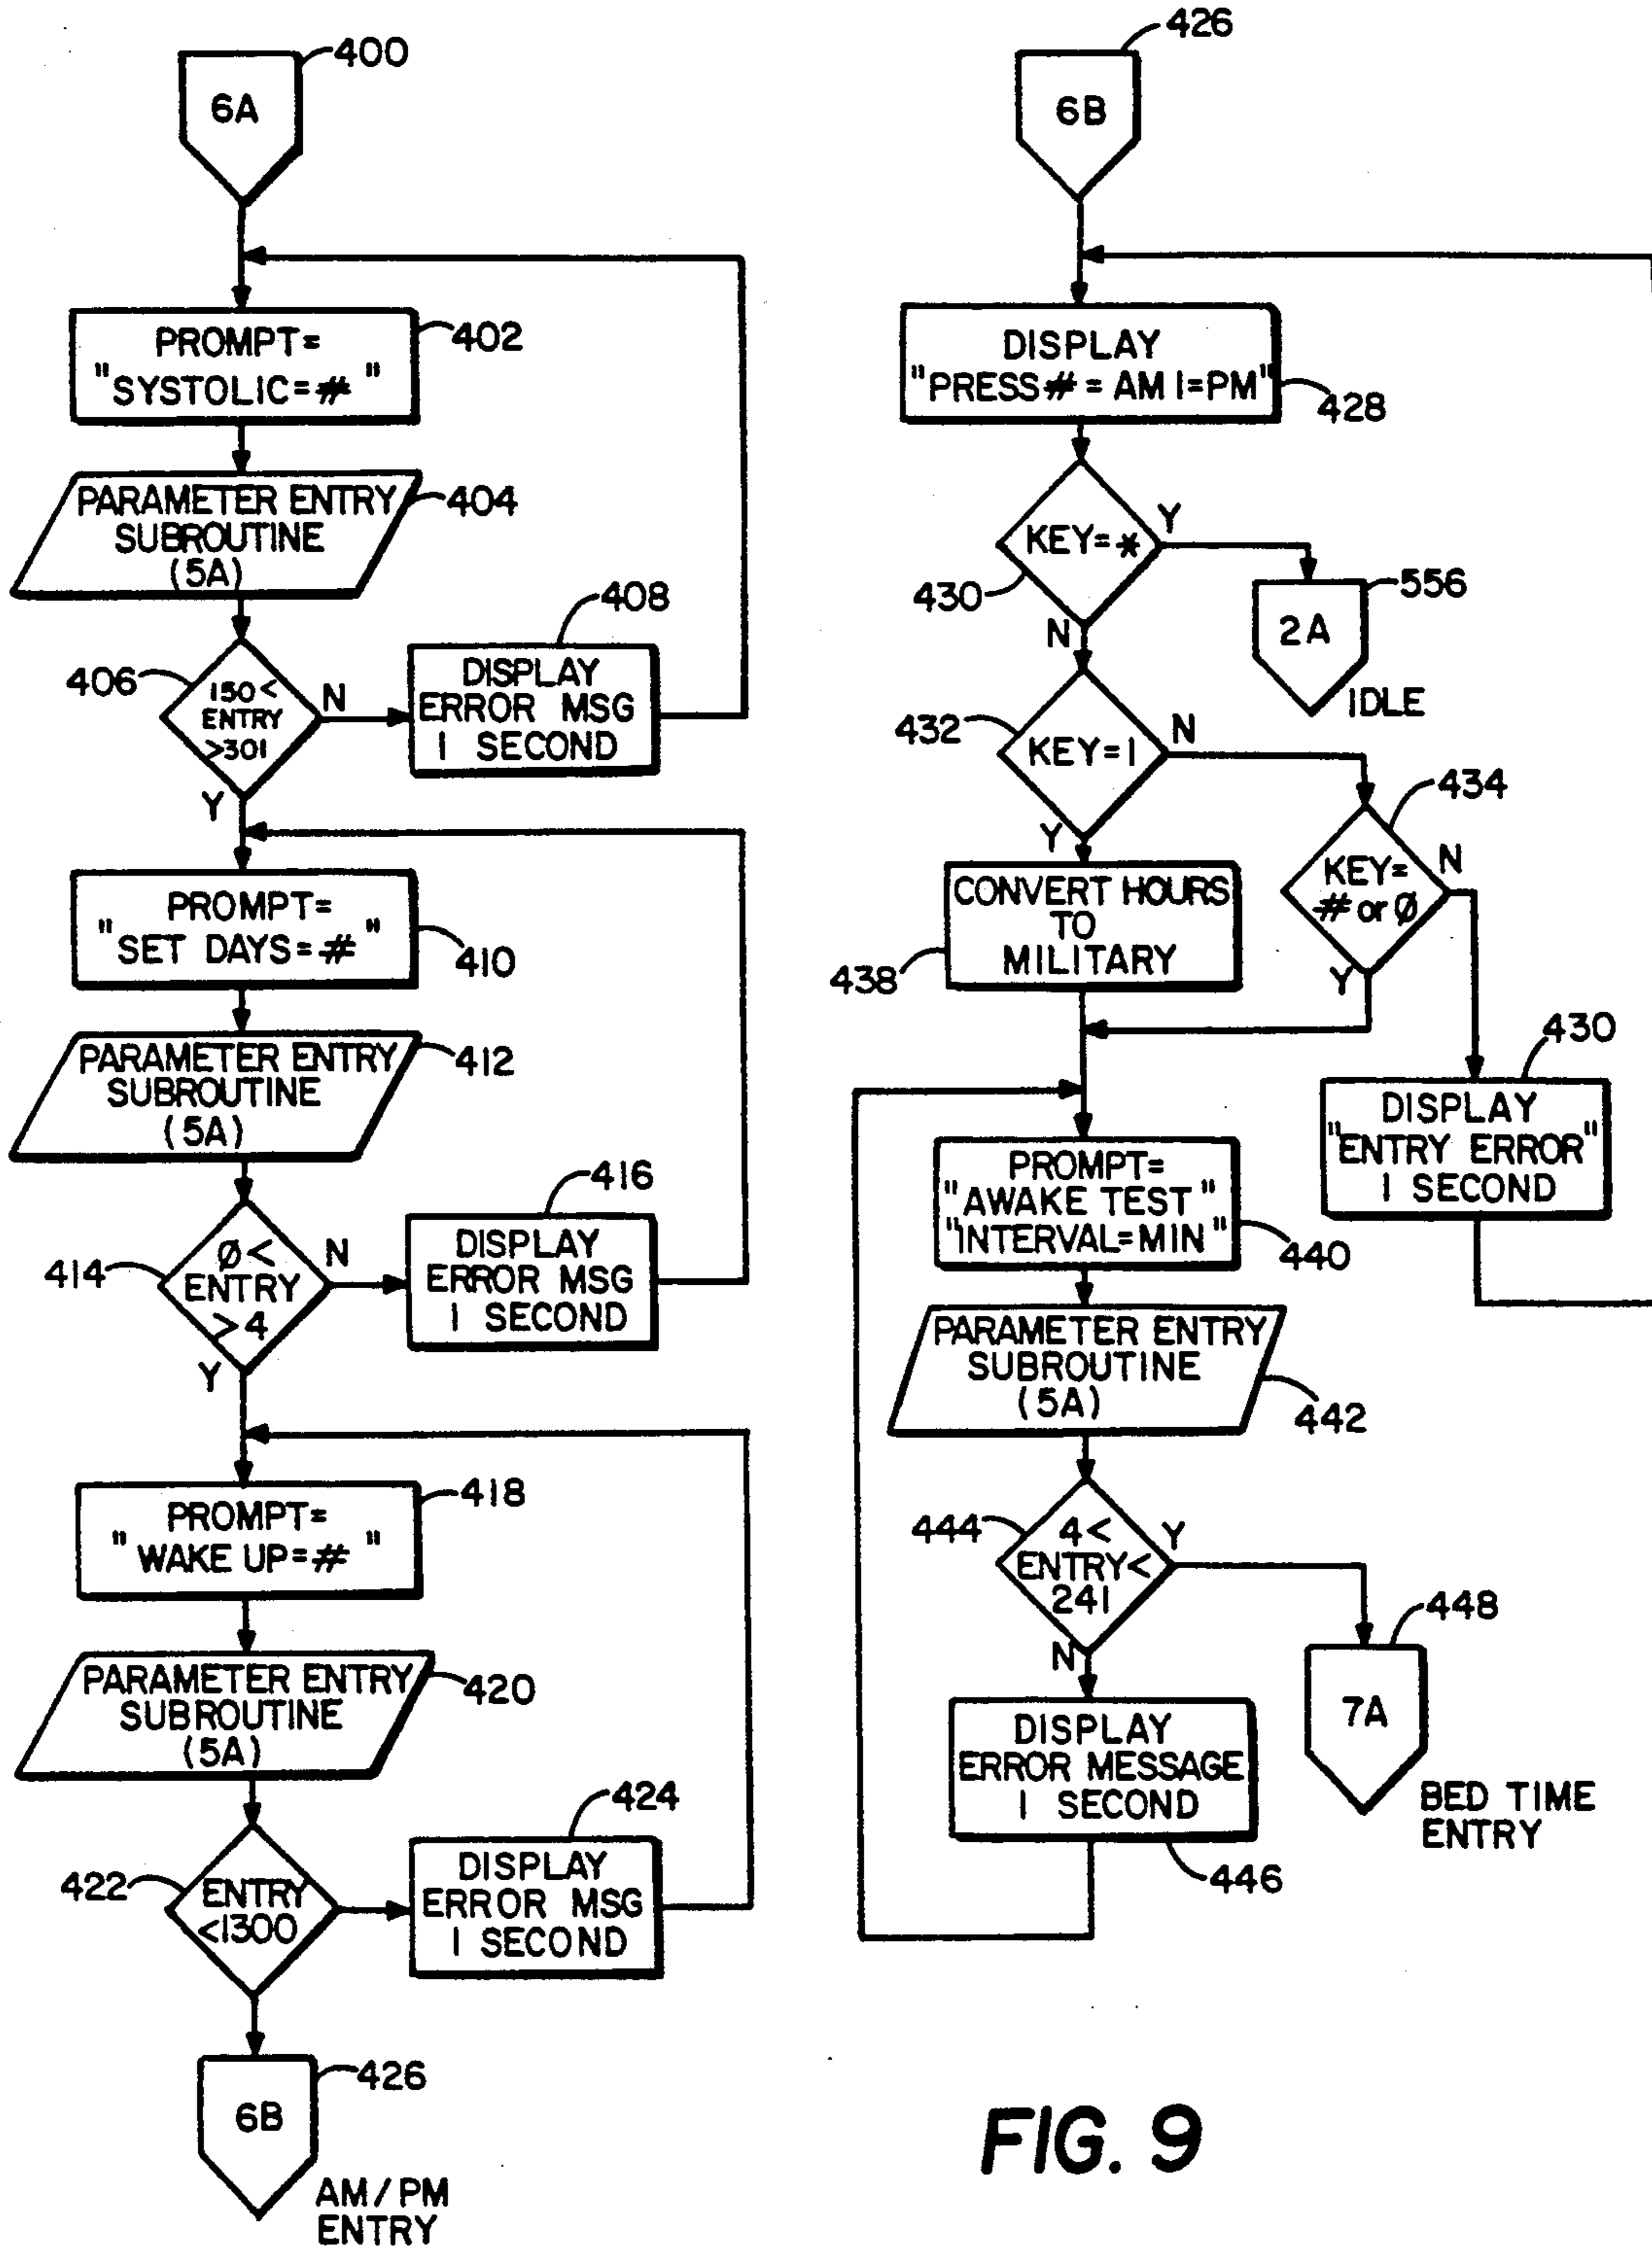 400
6A
PROMPT=
"SYSTOLIC=# "
402
PARAMETER ENTRY
SUBROUTINE
(5A)
404
406
150<
ENTRY
>301
N
Y
408
DISPLAY
ERROR MSG
1 SECOND
PROMPT=
"SET DAYS=# "
410
PARAMETER ENTRY
SUBROUTINE
(5A)
412
414
Ø<
ENTRY
>4
N
Y
416
DISPLAY
ERROR MSG
1 SECOND
PROMPT=
" WAKE UP=# "
418
PARAMETER ENTRY
SUBROUTINE
(5A)
420
422
ENTRY
<1300
424
DISPLAY
ERROR MSG
1 SECOND
6B
426
AM/PM
ENTRY
426
6B
DISPLAY
"PRESS# = AM 1=PM"
428
KEY=*
Y
430
N
556
2A
IDLE
432
KEY=1
N
Y
434
KEY=
# or Ø
N
Y
CONVERT HOURS
TO
MILITARY
438
430
DISPLAY
"ENTRY ERROR"
1 SECOND
PROMPT=
" AWAKE TEST "
"INTERVAL=MIN "
440
PARAMETER ENTRY
SUBROUTINE
(5A)
442
444
4<
ENTRY<
241
Y
N
448
7A
BED TIME
ENTRY
DISPLAY
ERROR MESSAGE
1 SECOND
446
FIG. 9